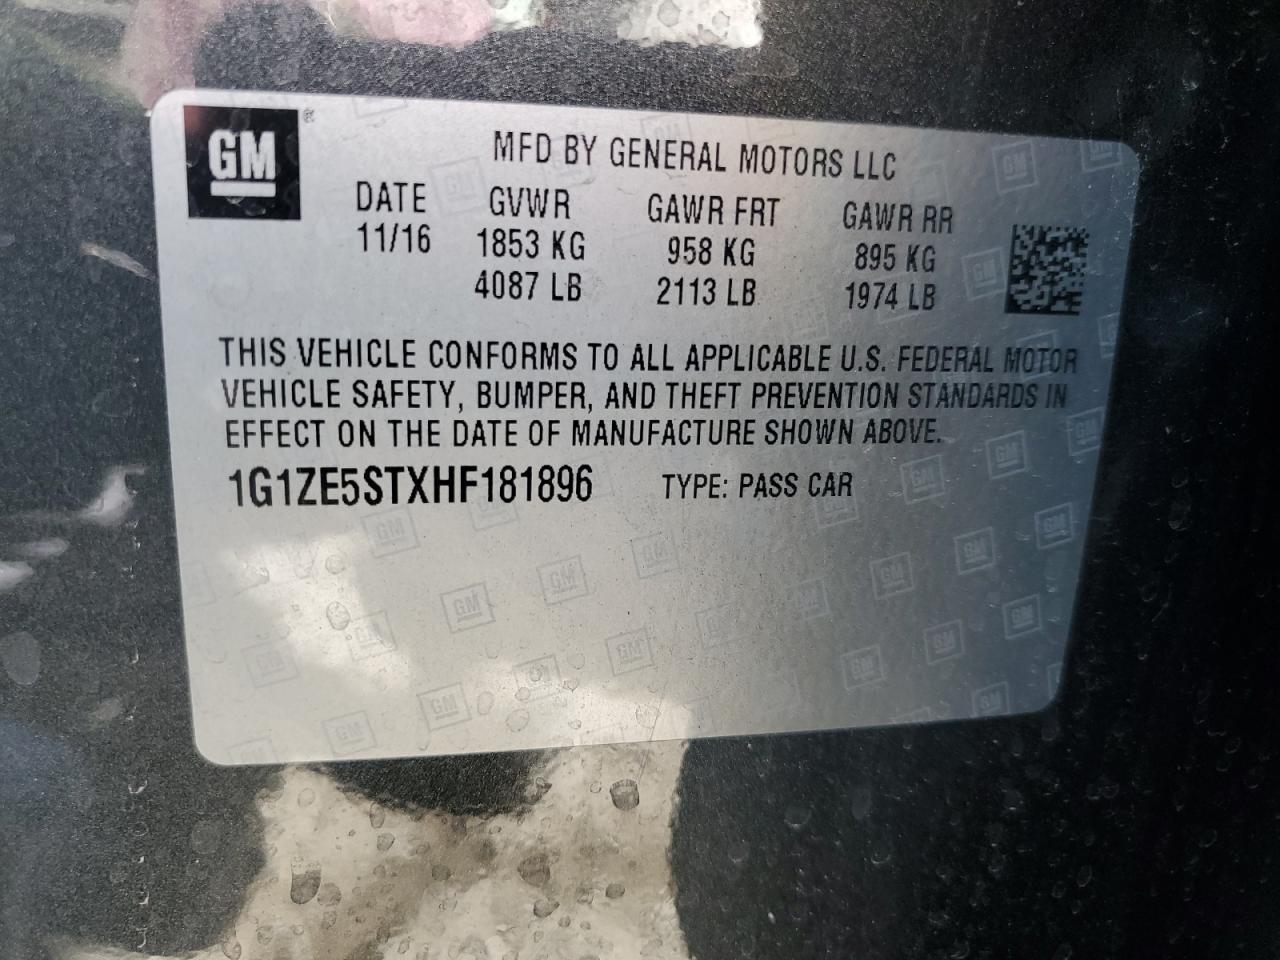 GM ®
MFD BY GENERAL MOTORS LLC
DATE GVWR GAWR FRT GAWR RR
11/16 1853 KG 958 KG 895 KG
4087 LB 2113 LB 1974 LB
THIS VEHICLE CONFORMS TO ALL APPLICABLE U.S. FEDERAL MOTOR
VEHICLE SAFETY, BUMPER, AND THEFT PREVENTION STANDARDS IN
EFFECT ON THE DATE OF MANUFACTURE SHOWN ABOVE.
1G1ZE5STXHF181896 TYPE: PASS CAR